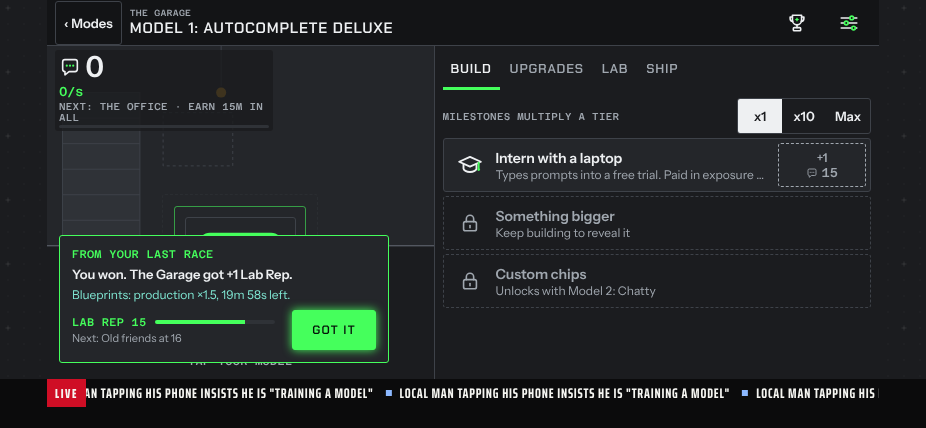 ‹ Modes
THE GARAGE
MODEL 1: AUTOCOMPLETE DELUXE
0
0/s
NEXT: THE OFFICE · EARN 15M IN
ALL
BUILD UPGRADES LAB SHIP
MILESTONES MULTIPLY A TIER
x1 x10 Max
Intern with a laptop
Types prompts into a free trial. Paid in exposure ...
+1
15
Something bigger
Keep building to reveal it
Custom chips
Unlocks with Model 2: Chatty
FROM YOUR LAST RACE
You won. The Garage got +1 Lab Rep.
Blueprints: production ×1.5, 19m 58s left.
LAB REP 15
Next: Old friends at 16
GOT IT
LIVE
AN TAPPING HIS PHONE INSISTS HE IS "TRAINING A MODEL" ■ LOCAL MAN TAPPING HIS PHONE INSISTS HE IS "TRAINING A MODEL" ■ LOCAL MAN TAPPING HIS